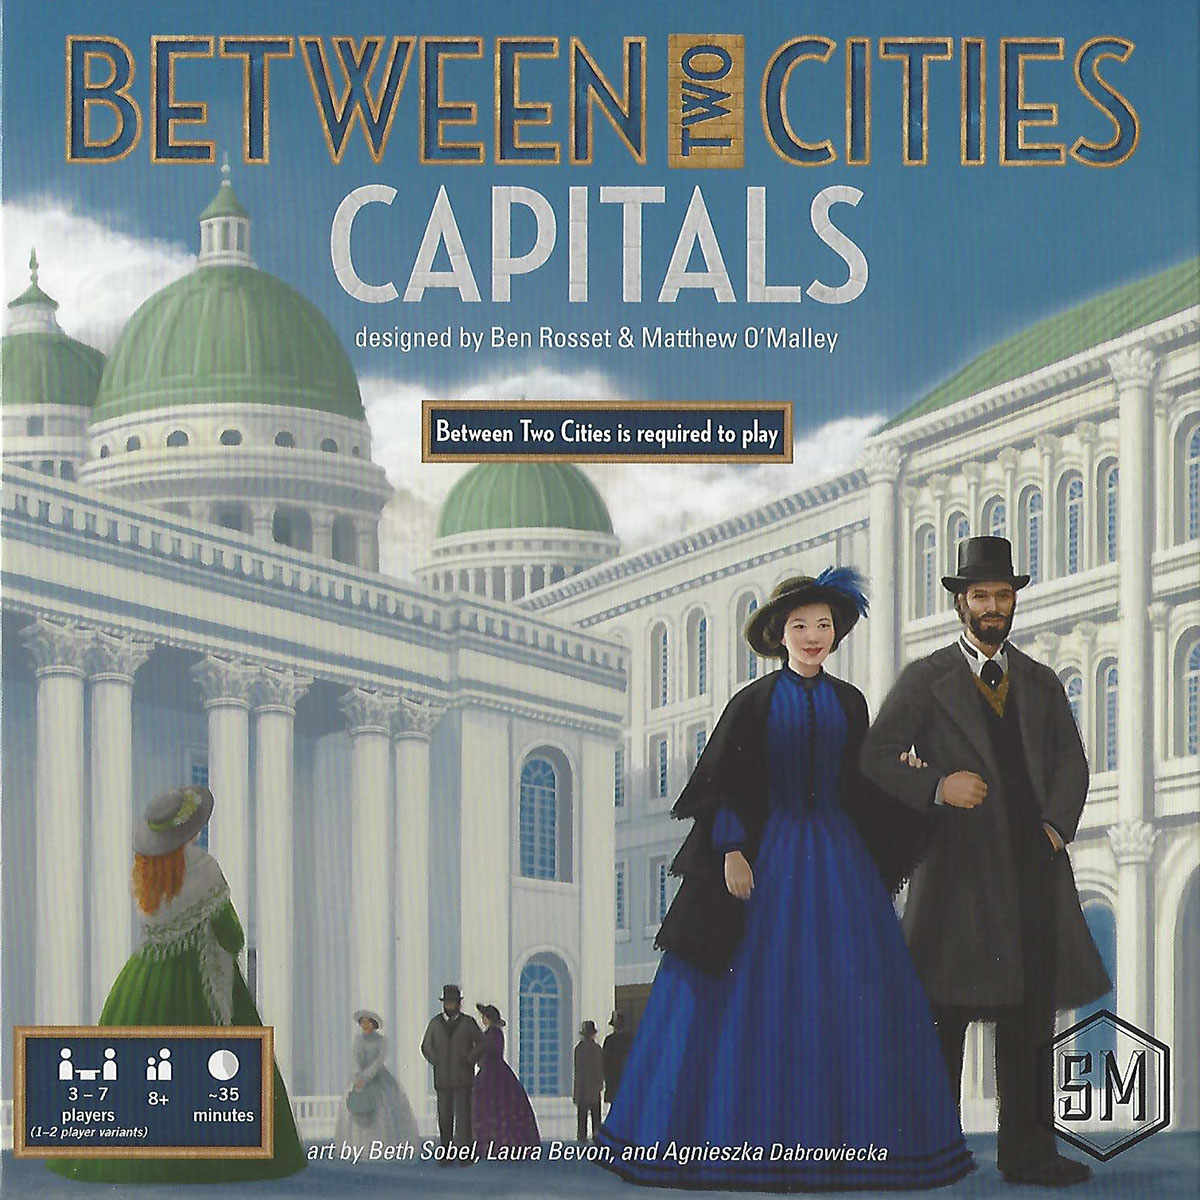 BETWEEN TWO CITIES
CAPITALS
designed by Ben Rosset & Matthew O'Malley
Between Two Cities is required to play
3 – 7 players
(1–2 player variants)
8+
~35 minutes
art by Beth Sobel, Laura Bevon, and Agnieszka Dabrowiecka
SM